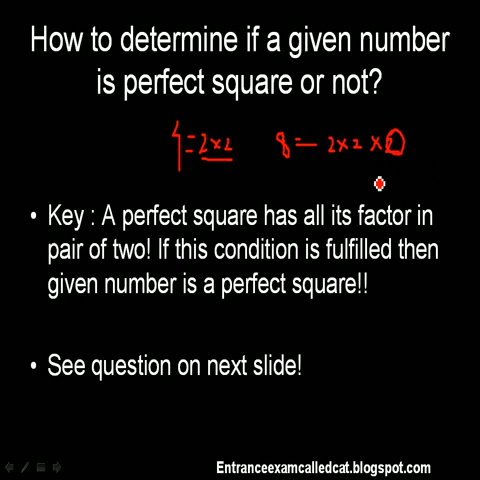 How to determine if a given number
is perfect square or not?
4 = 2 × 2 8 = 2 × 2 × 2
• Key : A perfect square has all its factor in
pair of two! If this condition is fulfilled then
given number is a perfect square!!
• See question on next slide!
Entranceexamcalledcat.blogspot.com